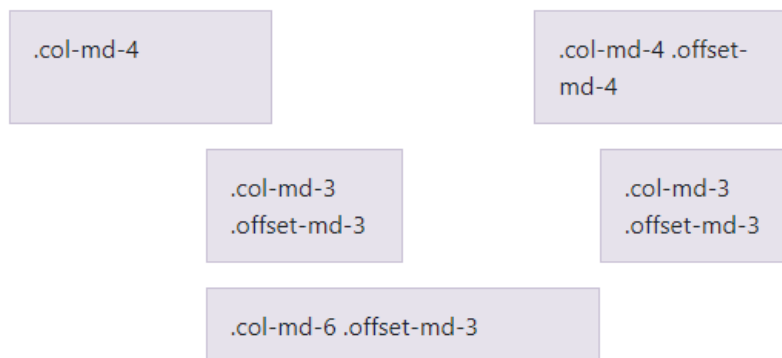 .col-md-4
.col-md-4 .offset-
md-4
.col-md-3
.offset-md-3
.col-md-3
.offset-md-3
.col-md-6 .offset-md-3